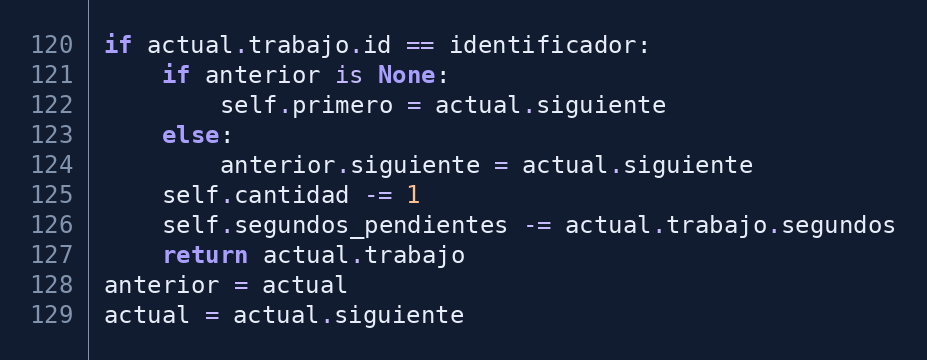 120 if actual.trabajo.id == identificador:
121     if anterior is None:
122         self.primero = actual.siguiente
123     else:
124         anterior.siguiente = actual.siguiente
125     self.cantidad -= 1
126     self.segundos_pendientes -= actual.trabajo.segundos
127     return actual.trabajo
128 anterior = actual
129 actual = actual.siguiente